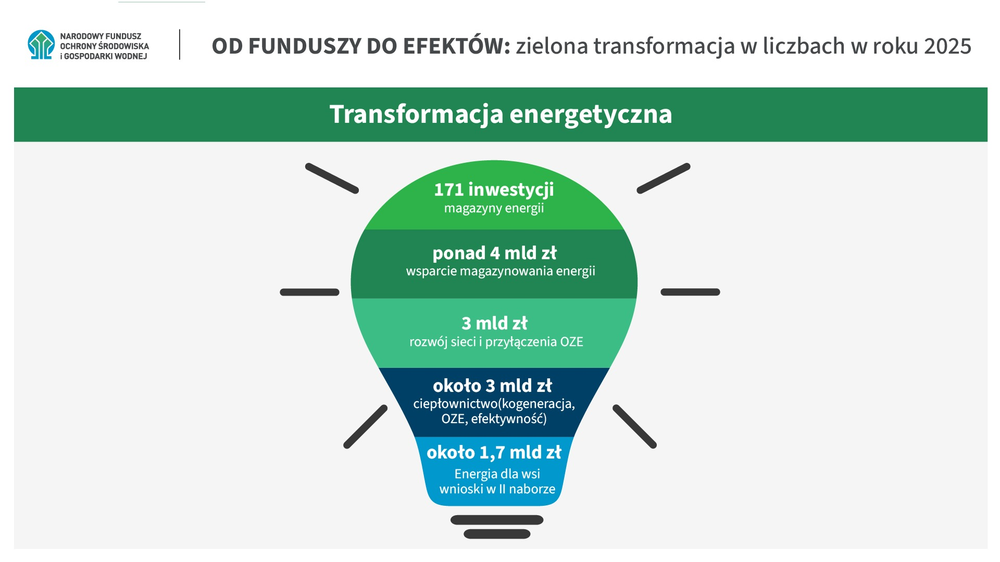 NARODOWY FUNDUSZ
OCHRONY ŚRODOWISKA
i GOSPODARKI WODNEJ
OD FUNDUSZY DO EFEKTÓW: zielona transformacja w liczbach w roku 2025
Transformacja energetyczna
171 inwestycji
magazyny energii
ponad 4 mld zł
wsparcie magazynowania energii
3 mld zł
rozwój sieci i przyłączenia OZE
około 3 mld zł
ciepłownictwo(kogeneracja,
OZE, efektywność)
około 1,7 mld zł
Energia dla wsi
wnioski w II naborze